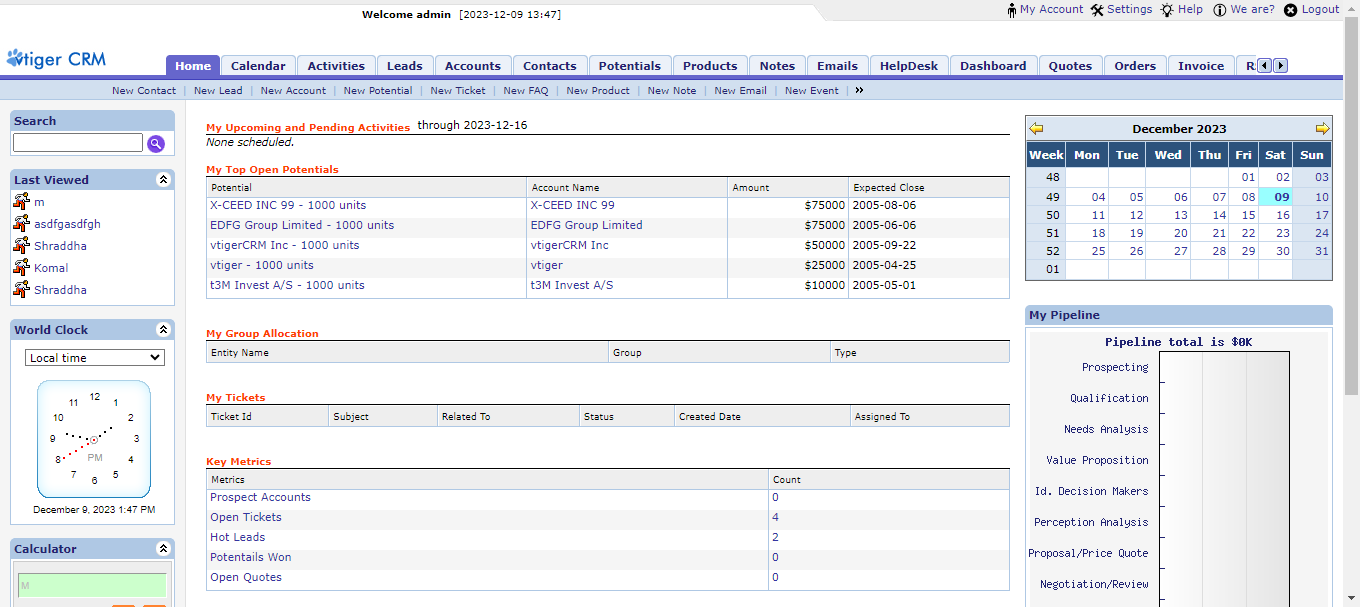 Welcome admin [2023-12-09 13:47]
My Account Settings Help We are? Logout
vtiger CRM
Home Calendar Activities Leads Accounts Contacts Potentials Products Notes Emails HelpDesk Dashboard Quotes Orders Invoice R
New Contact | New Lead | New Account | New Potential | New Ticket | New FAQ | New Product | New Note | New Email | New Event | »
Search
Last Viewed
m
asdfgasdfgh
Shraddha
Komal
Shraddha
World Clock
Local time
12
11 1
10 2
9 3
8 4
7 5
6
PM
December 9, 2023 1:47 PM
Calculator
M
My Upcoming and Pending Activities through 2023-12-16
None scheduled.
My Top Open Potentials
Potential Account Name Amount Expected Close
X-CEED INC 99 - 1000 units X-CEED INC 99 $75000 2005-08-06
EDFG Group Limited - 1000 units EDFG Group Limited $75000 2005-06-06
vtigerCRM Inc - 1000 units vtigerCRM Inc $50000 2005-09-22
vtiger - 1000 units vtiger $25000 2005-04-25
t3M Invest A/S - 1000 units t3M Invest A/S $10000 2005-05-01
My Group Allocation
Entity Name Group Type
My Tickets
Ticket Id Subject Related To Status Created Date Assigned To
Key Metrics
Metrics Count
Prospect Accounts 0
Open Tickets 4
Hot Leads 2
Potentails Won 0
Open Quotes 0
December 2023
Week Mon Tue Wed Thu Fri Sat Sun
48 01 02 03
49 04 05 06 07 08 09 10
50 11 12 13 14 15 16 17
51 18 19 20 21 22 23 24
52 25 26 27 28 29 30 31
01
My Pipeline
Pipeline total is $0K
Prospecting
Qualification
Needs Analysis
Value Proposition
Id. Decision Makers
Perception Analysis
Proposal/Price Quote
Negotiation/Review